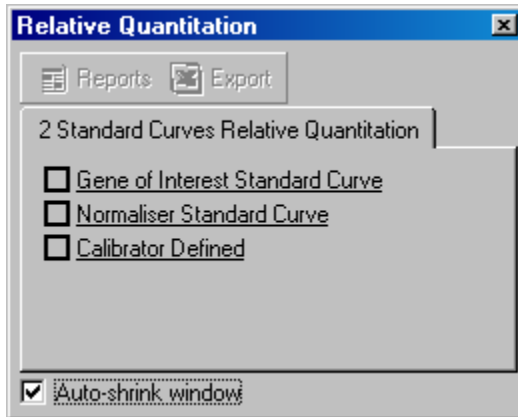 Relative Quantitation
Reports Export
2 Standard Curves Relative Quantitation
Gene of Interest Standard Curve
Normaliser Standard Curve
Calibrator Defined
Auto-shrink window